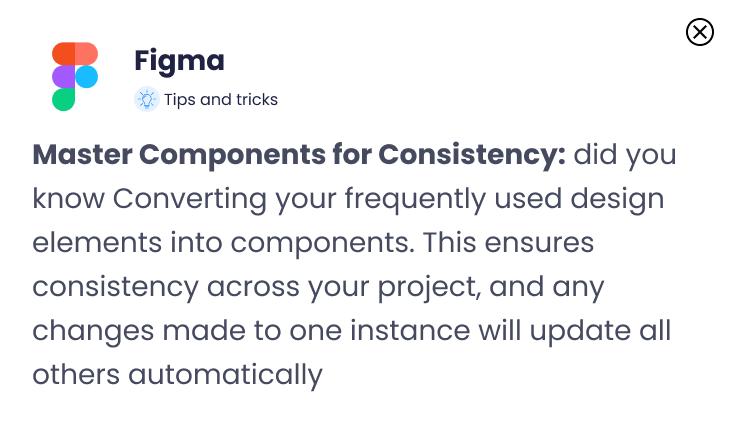 Figma
Tips and tricks
Master Components for Consistency: did you
know Converting your frequently used design
elements into components. This ensures
consistency across your project, and any
changes made to one instance will update all
others automatically